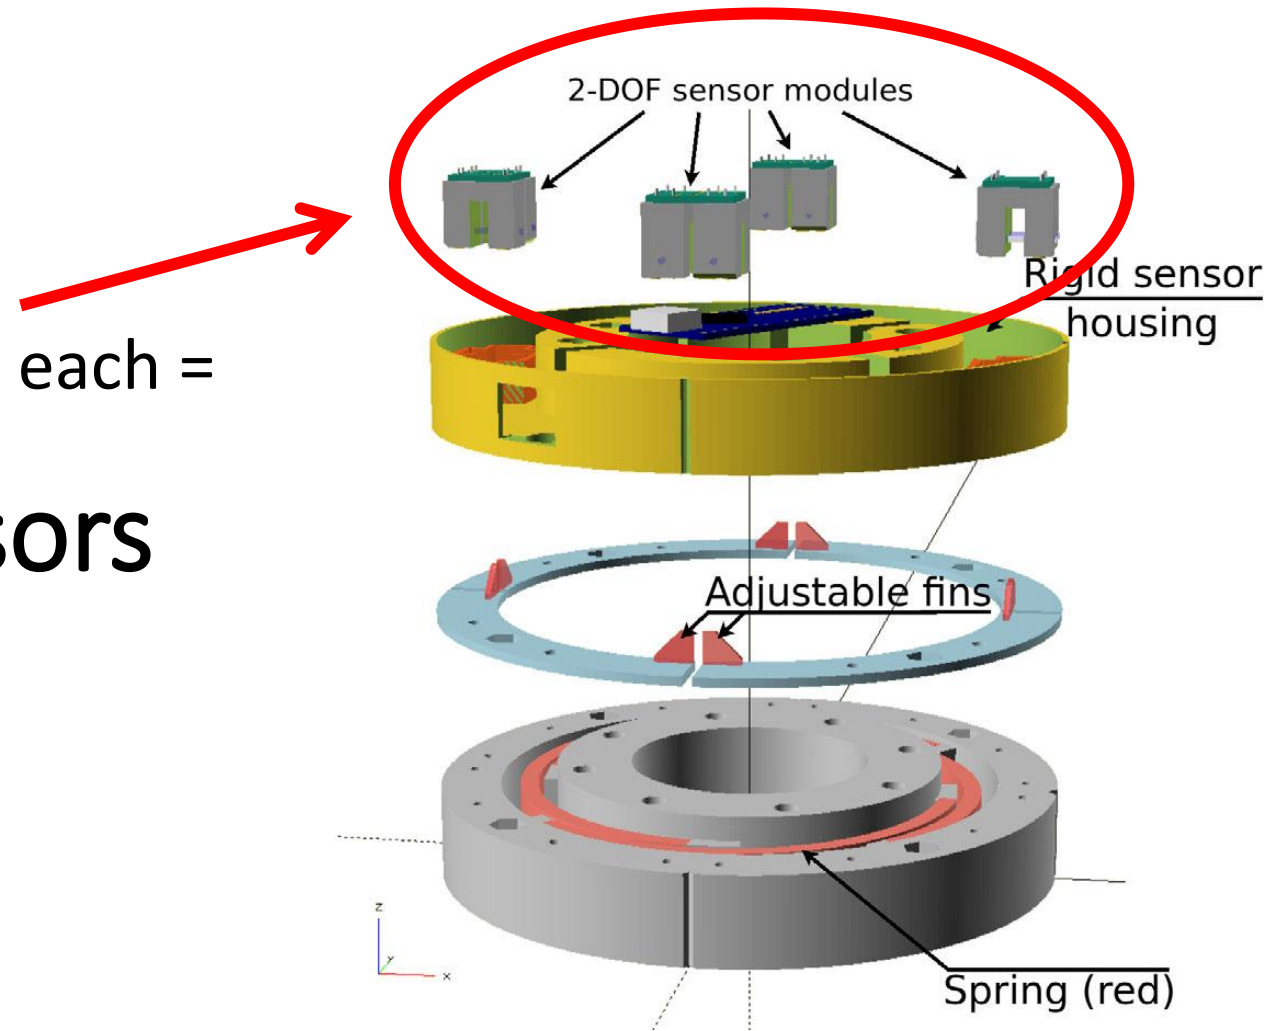 2-DOF sensor modules
Rigid sensor
housing
each =
sors
Adjustable fins
Spring (red)
z
y
x